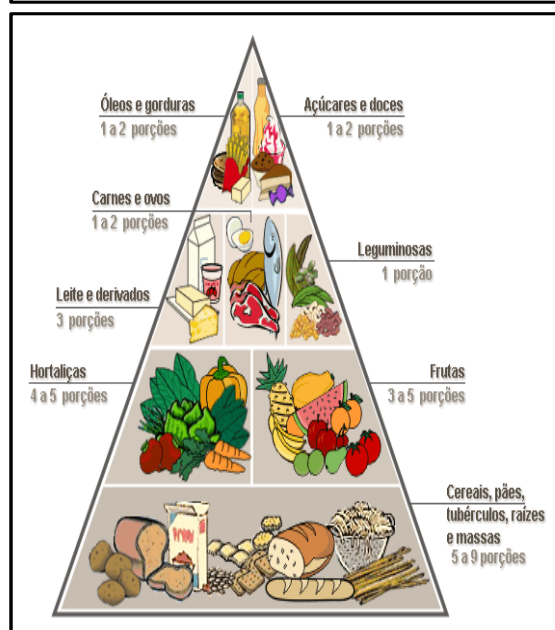 Óleos e gorduras
1 a 2 porções
Açúcares e doces
1 a 2 porções
Carnes e ovos
1 a 2 porções
Leguminosas
1 porção
Leite e derivados
3 porções
Hortaliças
4 a 5 porções
Frutas
3 a 5 porções
Cereais, pães,
tubérculos, raízes
e massas
5 a 9 porções